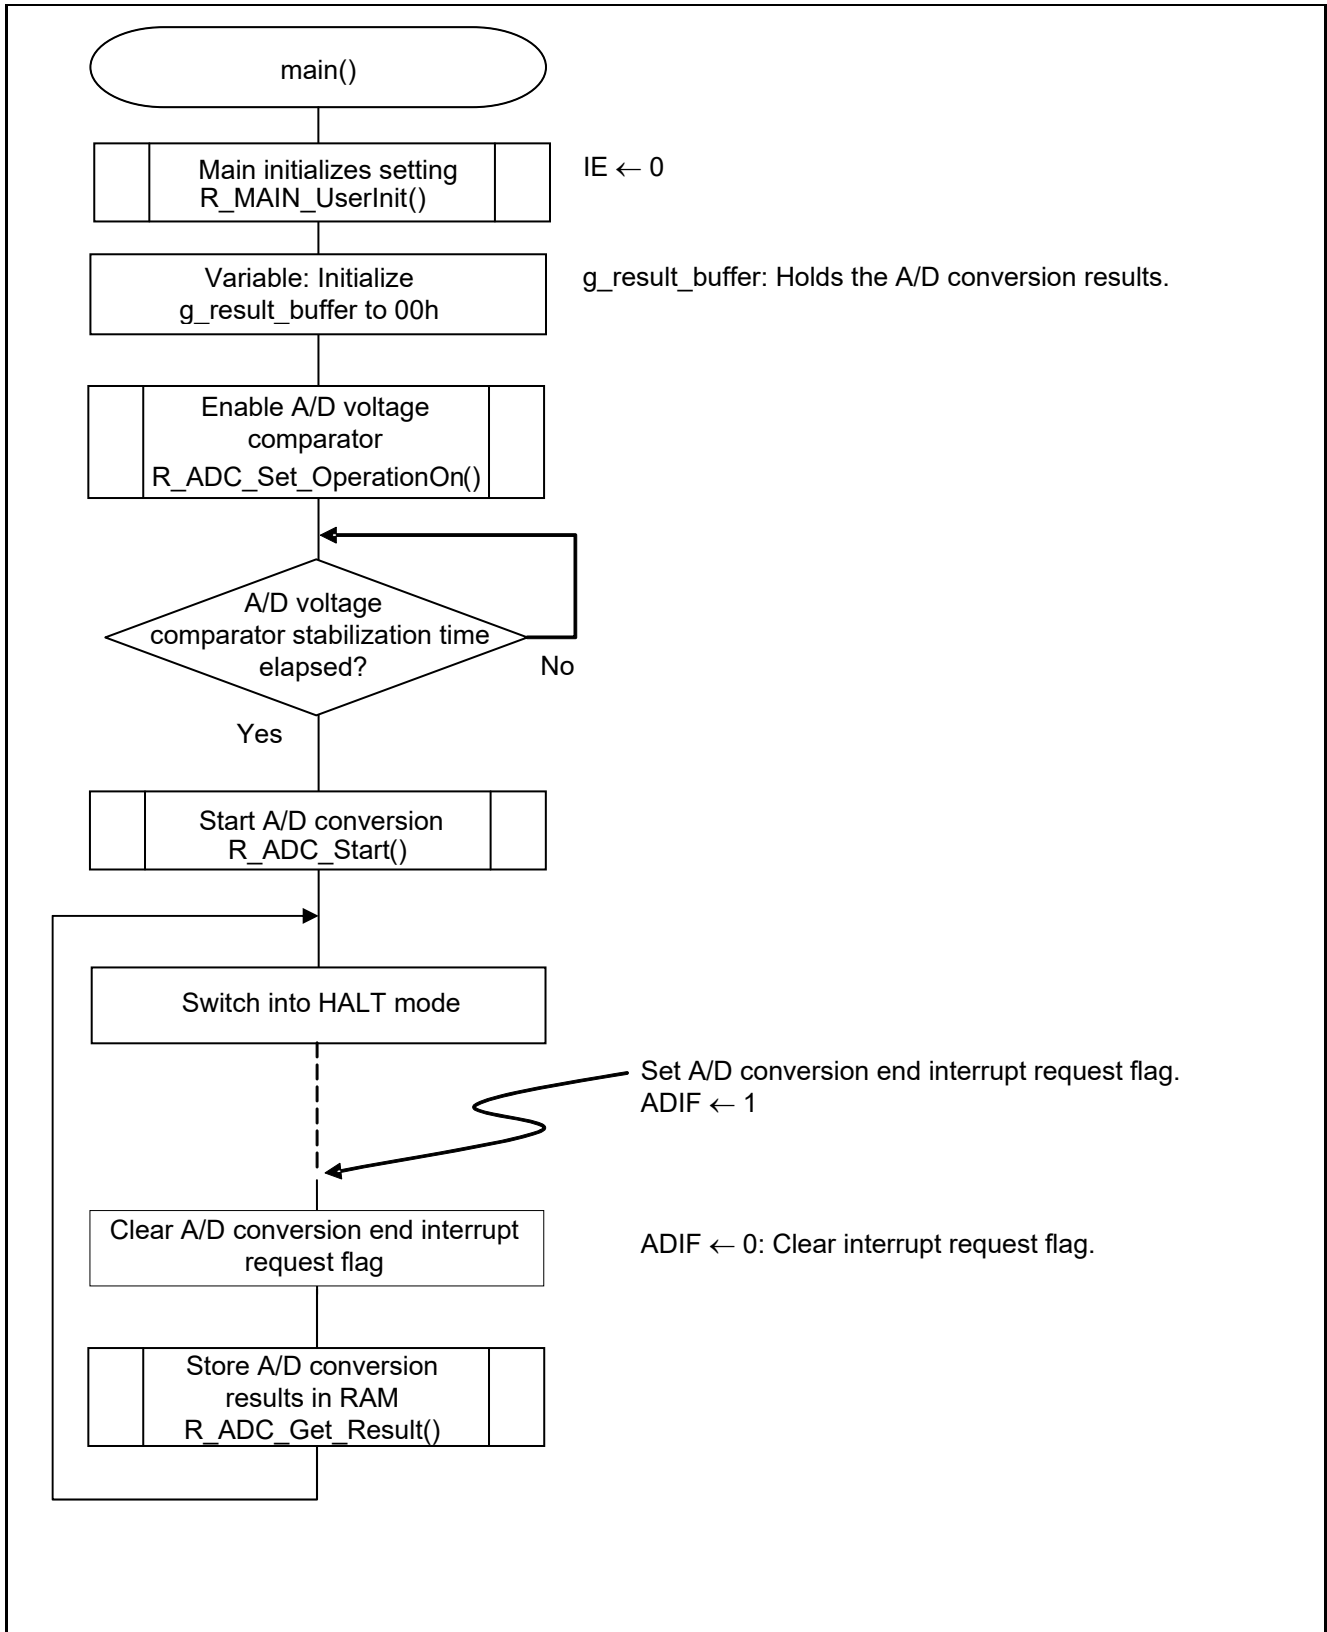 main()
Main initializes setting
R_MAIN_UserInit()
IE ← 0
Variable: Initialize
g_result_buffer to 00h
g_result_buffer: Holds the A/D conversion results.
Enable A/D voltage
comparator
R_ADC_Set_OperationOn()
A/D voltage
comparator stabilization time
elapsed?
No
Yes
Start A/D conversion
R_ADC_Start()
Switch into HALT mode
Set A/D conversion end interrupt request flag.
ADIF ← 1
Clear A/D conversion end interrupt
request flag
ADIF ← 0: Clear interrupt request flag.
Store A/D conversion
results in RAM
R_ADC_Get_Result()